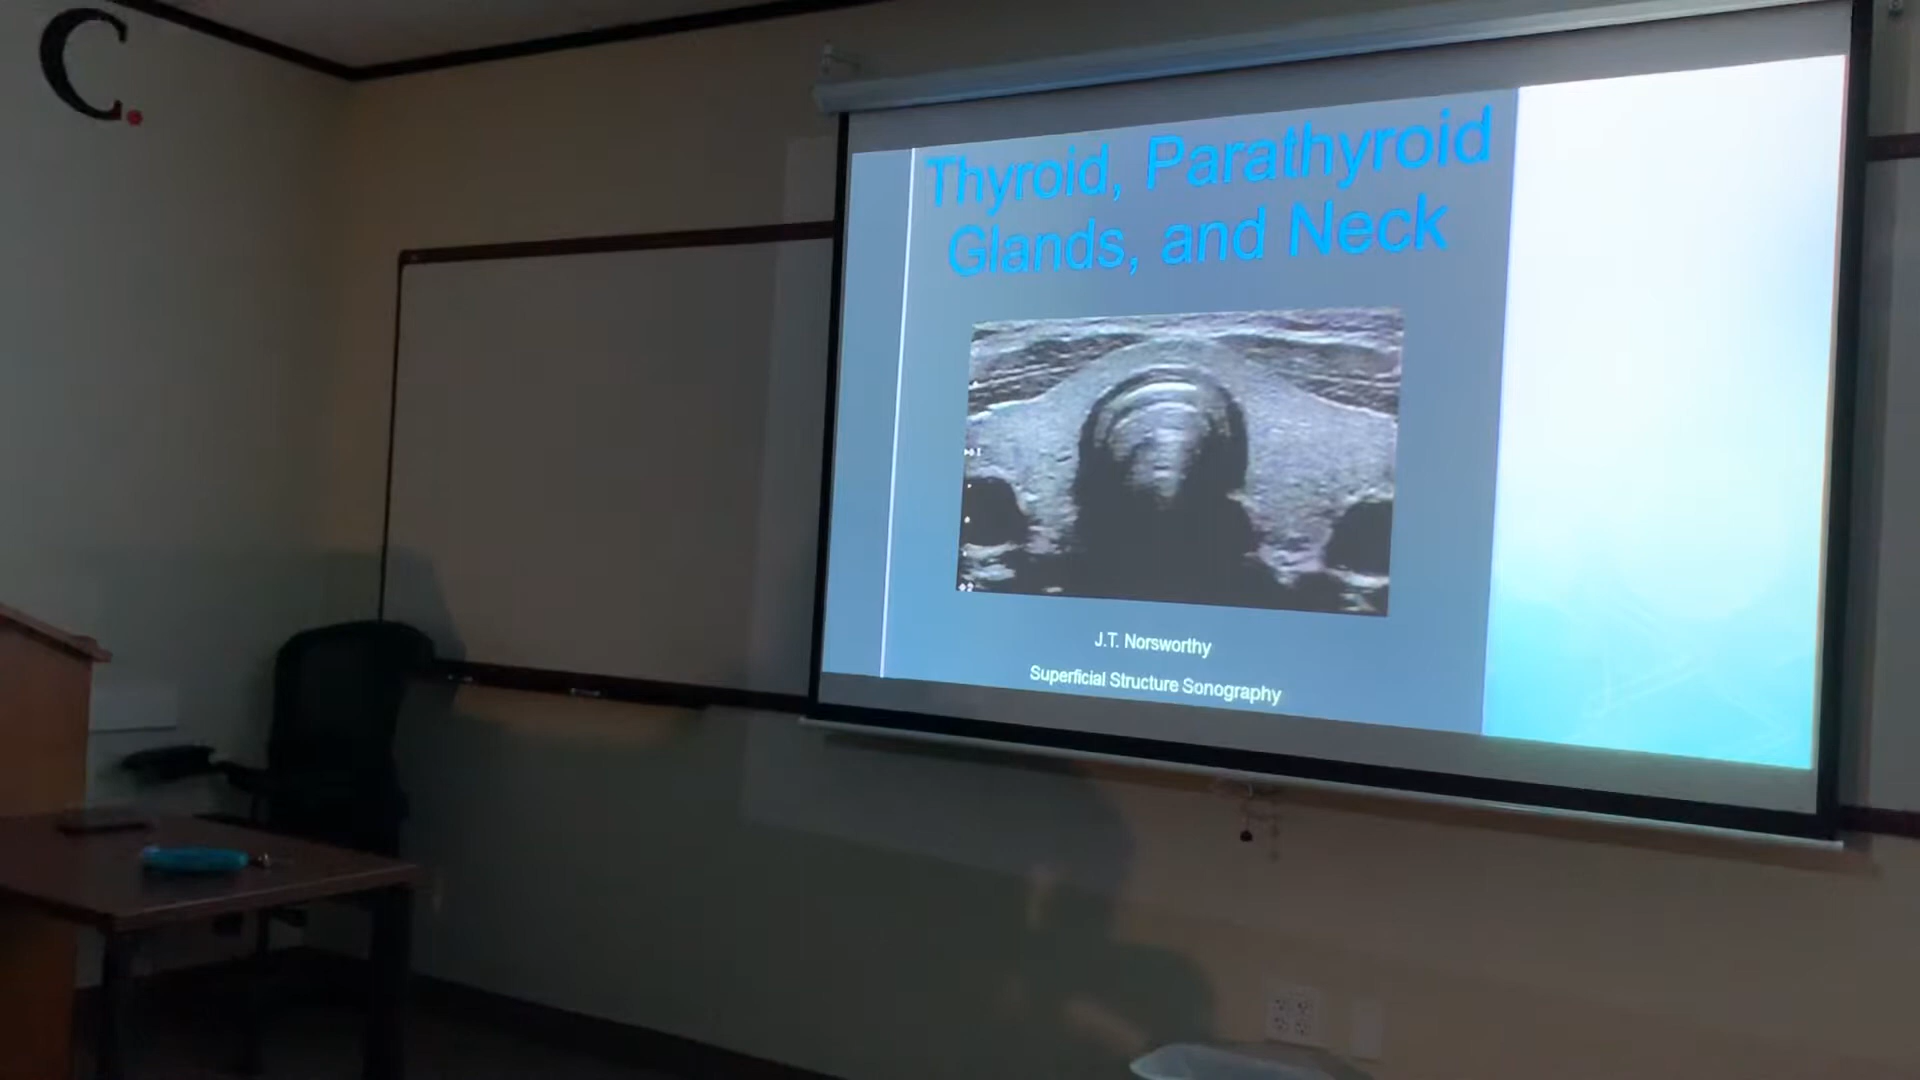 C.
Thyroid, Parathyroid
Glands, and Neck
J.T. Norsworthy
Superficial Structure Sonography